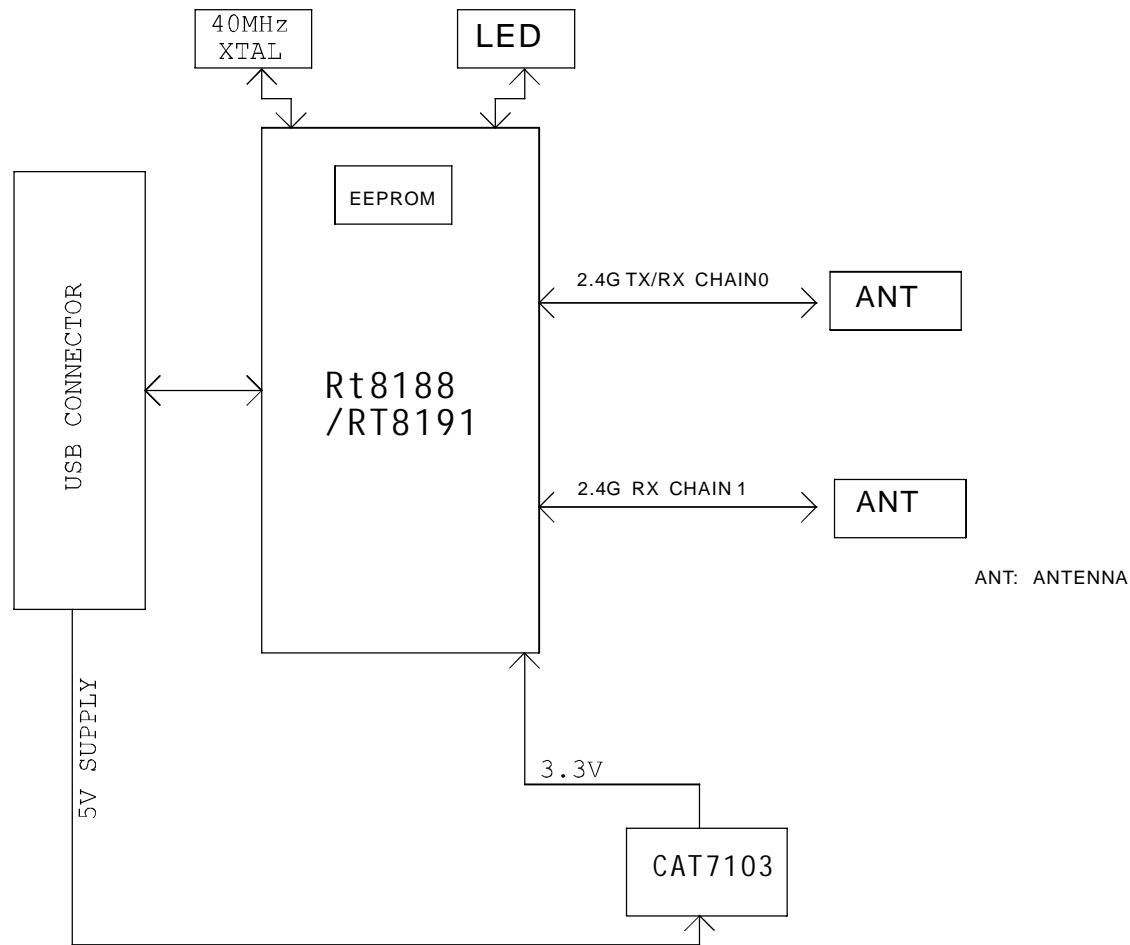 40MHz
XTAL
LED
EEPROM
USB CONNECTOR
2.4G TX/RX CHAIN0
ANT
Rt8188
/RT8191
2.4G RX CHAIN 1
ANT
ANT: ANTENNA
5V SUPPLY
3.3V
CAT7103